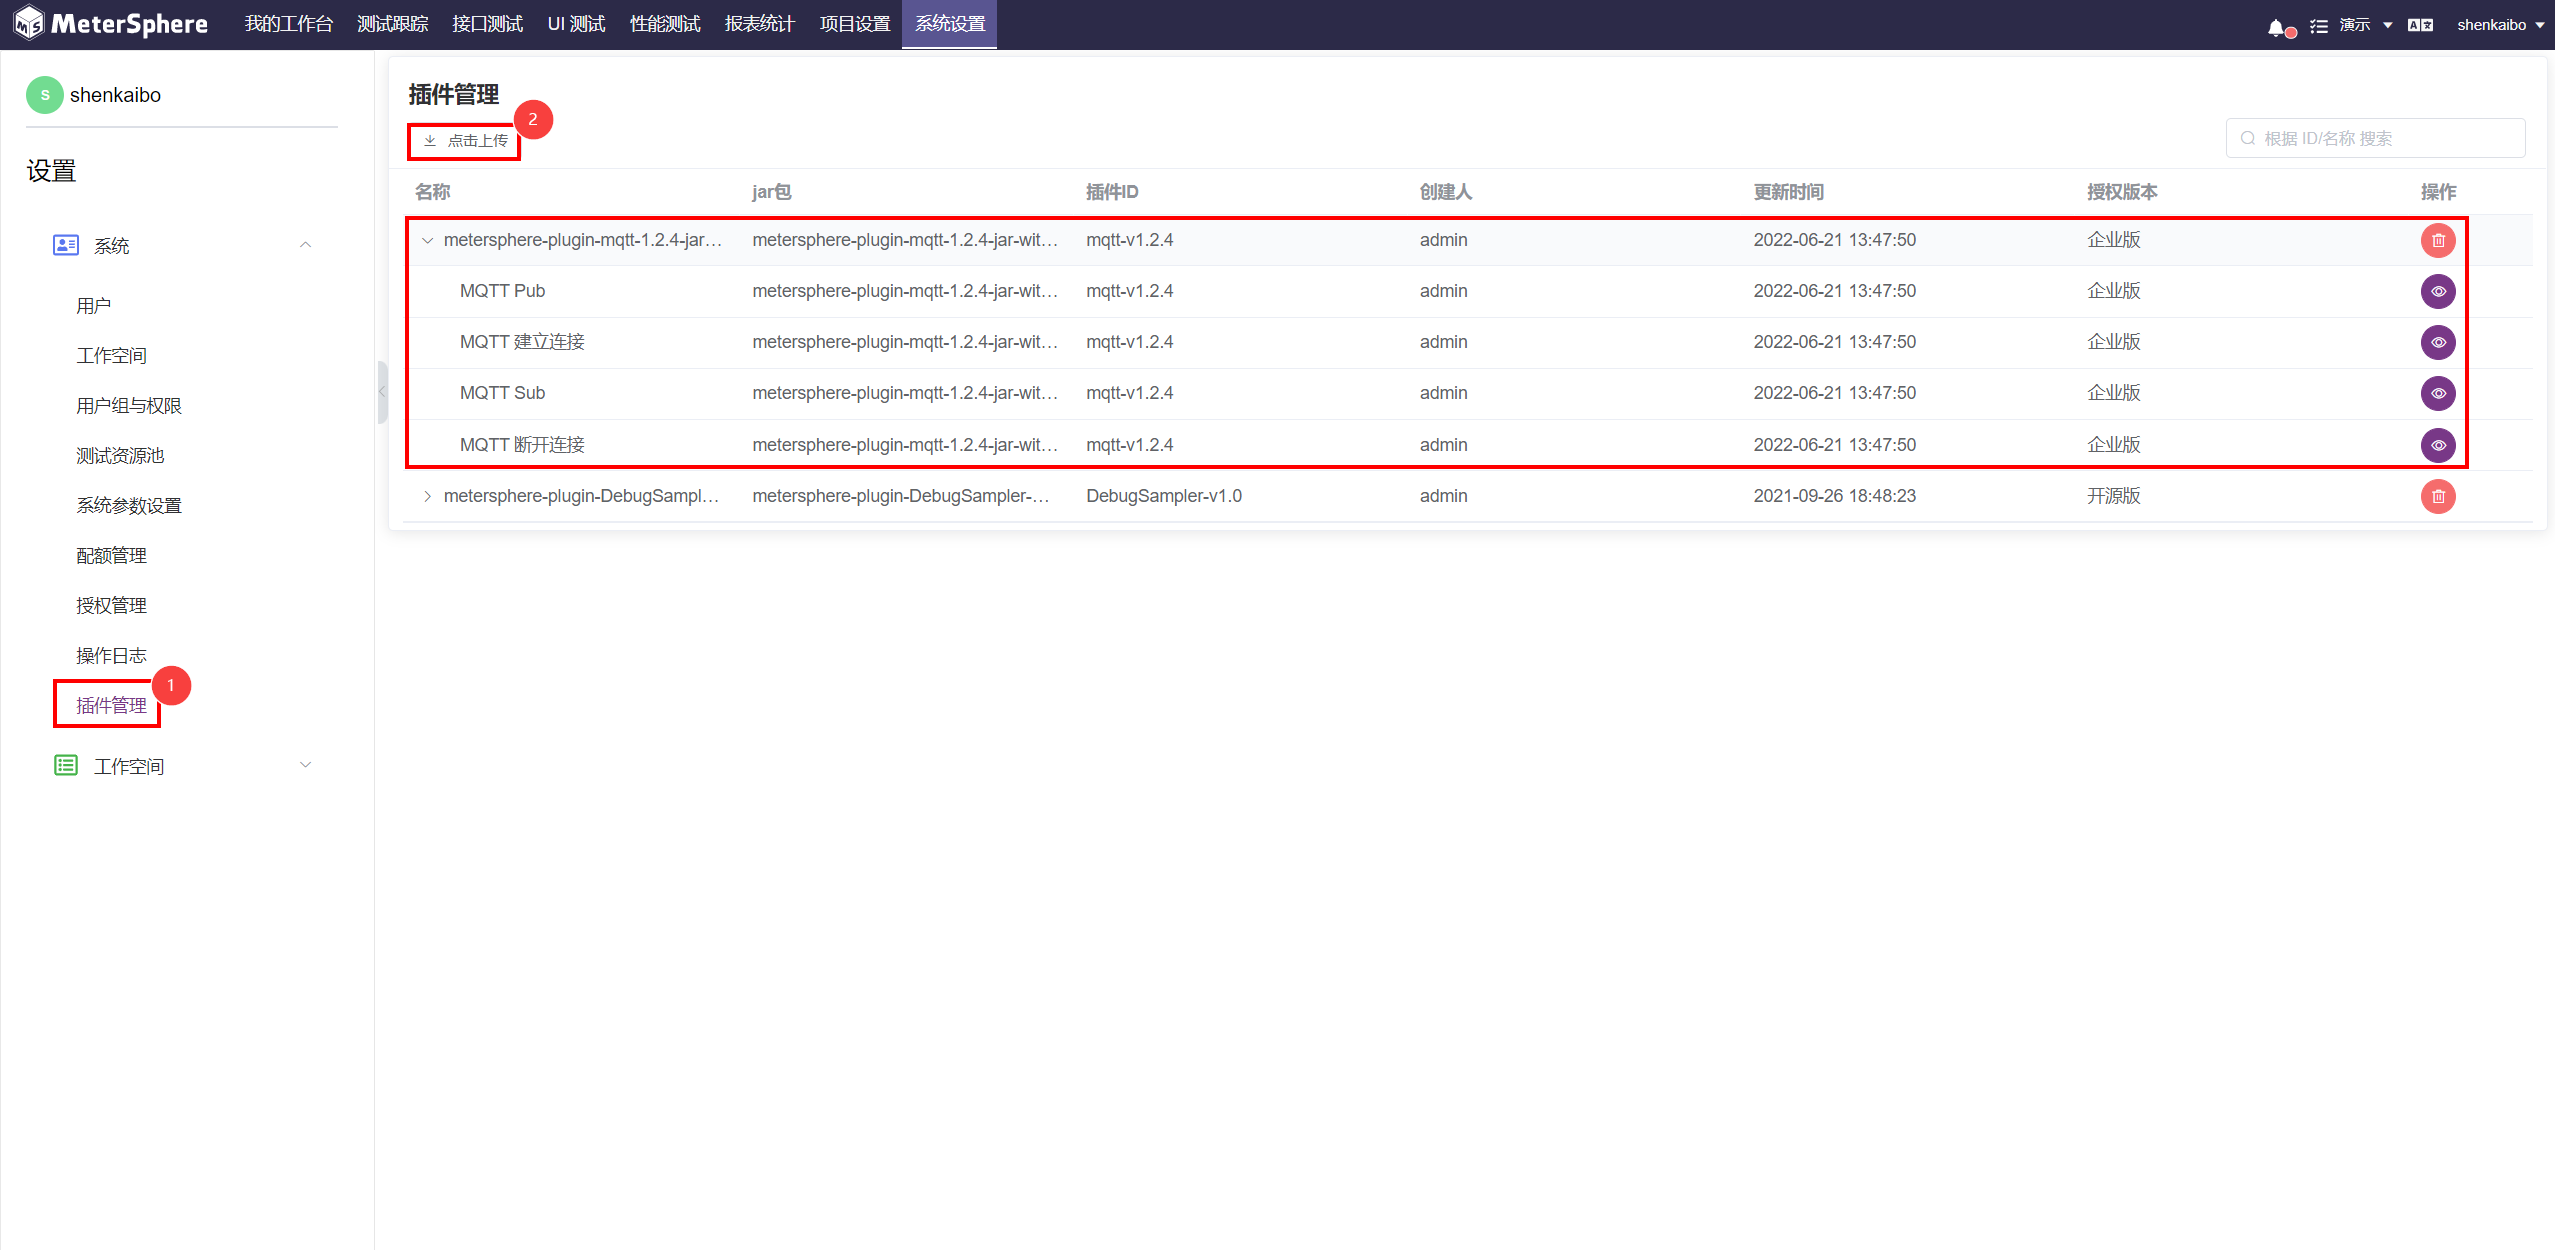 MeterSphere 我的工作台 测试跟踪 接口测试 UI 测试 性能测试 报表统计 项目设置 系统设置 演示 shenkaibo
S shenkaibo
设置
系统
用户
工作空间
用户组与权限
测试资源池
系统参数设置
配额管理
授权管理
操作日志
插件管理 1
工作空间
插件管理
点击上传 2
根据 ID/名称 搜索
名称 jar包 插件ID 创建人 更新时间 授权版本 操作
metersphere-plugin-mqtt-1.2.4-jar... metersphere-plugin-mqtt-1.2.4-jar-wit... mqtt-v1.2.4 admin 2022-06-21 13:47:50 企业版
MQTT Pub metersphere-plugin-mqtt-1.2.4-jar-wit... mqtt-v1.2.4 admin 2022-06-21 13:47:50 企业版
MQTT 建立连接 metersphere-plugin-mqtt-1.2.4-jar-wit... mqtt-v1.2.4 admin 2022-06-21 13:47:50 企业版
MQTT Sub metersphere-plugin-mqtt-1.2.4-jar-wit... mqtt-v1.2.4 admin 2022-06-21 13:47:50 企业版
MQTT 断开连接 metersphere-plugin-mqtt-1.2.4-jar-wit... mqtt-v1.2.4 admin 2022-06-21 13:47:50 企业版
metersphere-plugin-DebugSampl... metersphere-plugin-DebugSampler-... DebugSampler-v1.0 admin 2021-09-26 18:48:23 开源版